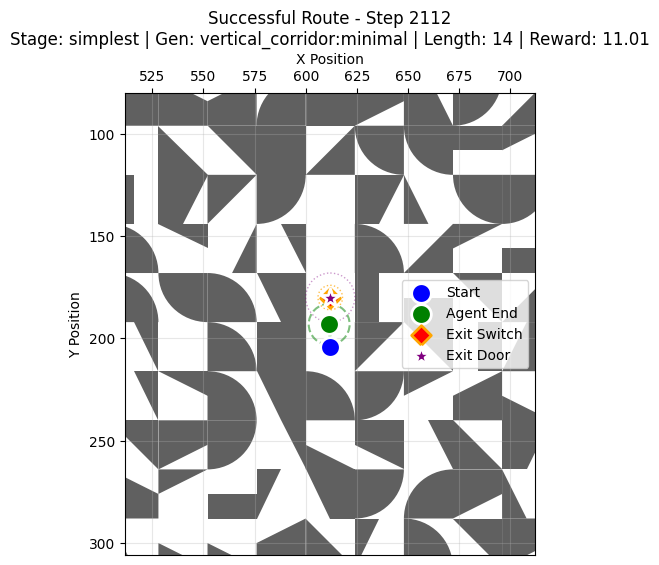 Successful Route - Step 2112
Stage: simplest | Gen: vertical_corridor:minimal | Length: 14 | Reward: 11.01
X Position
525 550 575 600 625 650 675 700
100
150
200
250
300
Y Position
Start
Agent End
Exit Switch
Exit Door